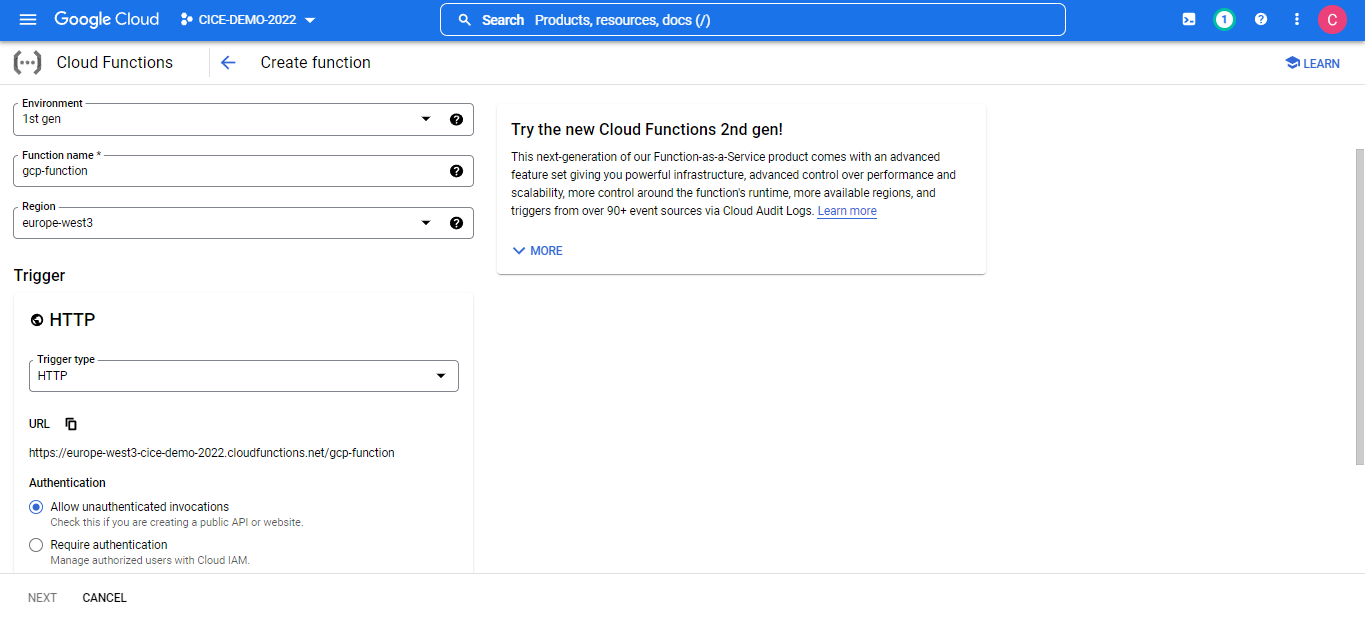 Google Cloud
CICE-DEMO-2022
Search Products, resources, docs (/)
1
?
C
Cloud Functions
Create function
LEARN
Environment
1st gen
Function name *
gcp-function
Region
europe-west3
Trigger
HTTP
Trigger type
HTTP
URL
https://europe-west3-cice-demo-2022.cloudfunctions.net/gcp-function
Authentication
Allow unauthenticated invocations
Check this if you are creating a public API or website.
Require authentication
Manage authorized users with Cloud IAM.
Try the new Cloud Functions 2nd gen!
This next-generation of our Function-as-a-Service product comes with an advanced
feature set giving you powerful infrastructure, advanced control over performance and
scalability, more control around the function's runtime, more available regions, and
triggers from over 90+ event sources via Cloud Audit Logs. Learn more
MORE
NEXT
CANCEL